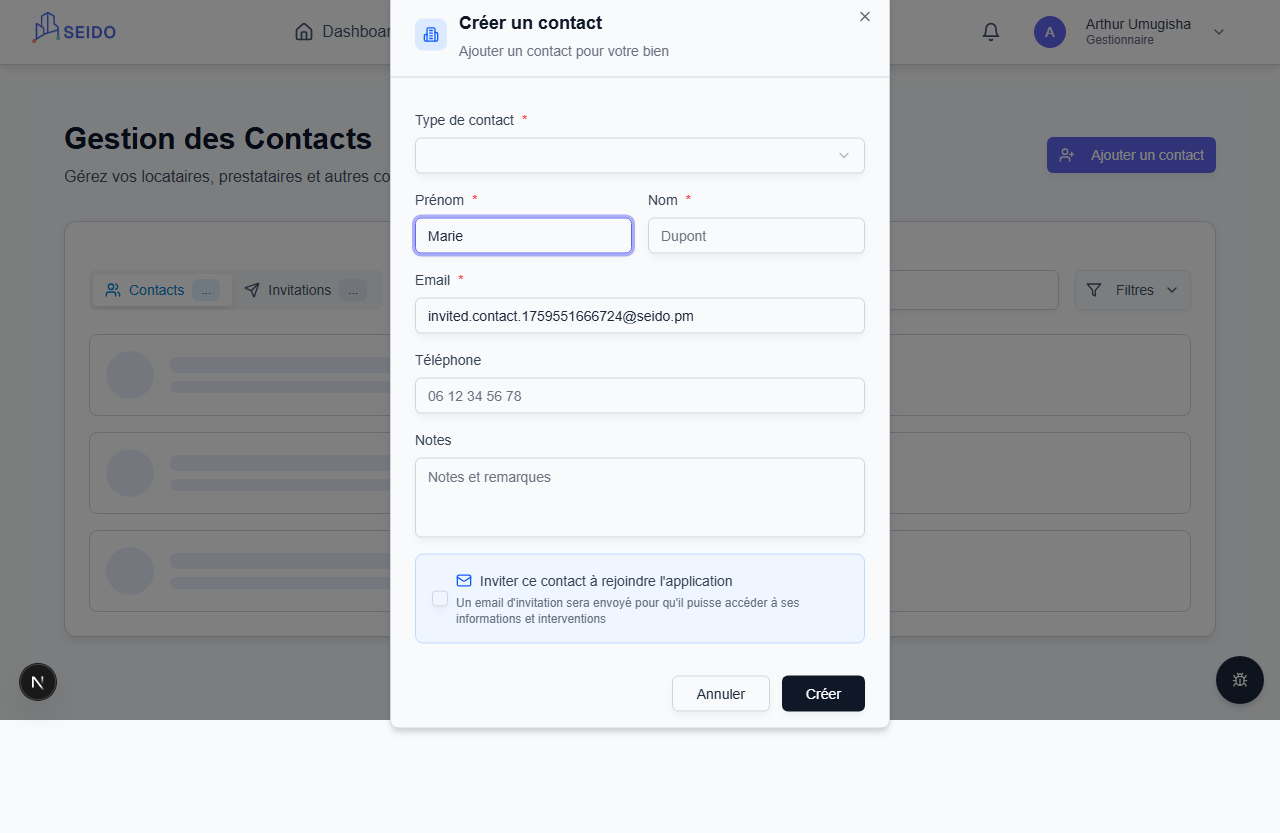 SEIDO
Dashboar
Créer un contact
Ajouter un contact pour votre bien
A
Arthur Umugisha
Gestionnaire
Gestion des Contacts
Gérez vos locataires, prestataires et autres co
Ajouter un contact
Type de contact *
Prénom *
Nom *
Marie
Dupont
Email *
invited.contact.1759551666724@seido.pm
Contacts ...
Invitations ...
Filtres
Téléphone
06 12 34 56 78
Notes
Notes et remarques
Inviter ce contact à rejoindre l'application
Un email d'invitation sera envoyé pour qu'il puisse accéder à ses
informations et interventions
Annuler
Créer
N